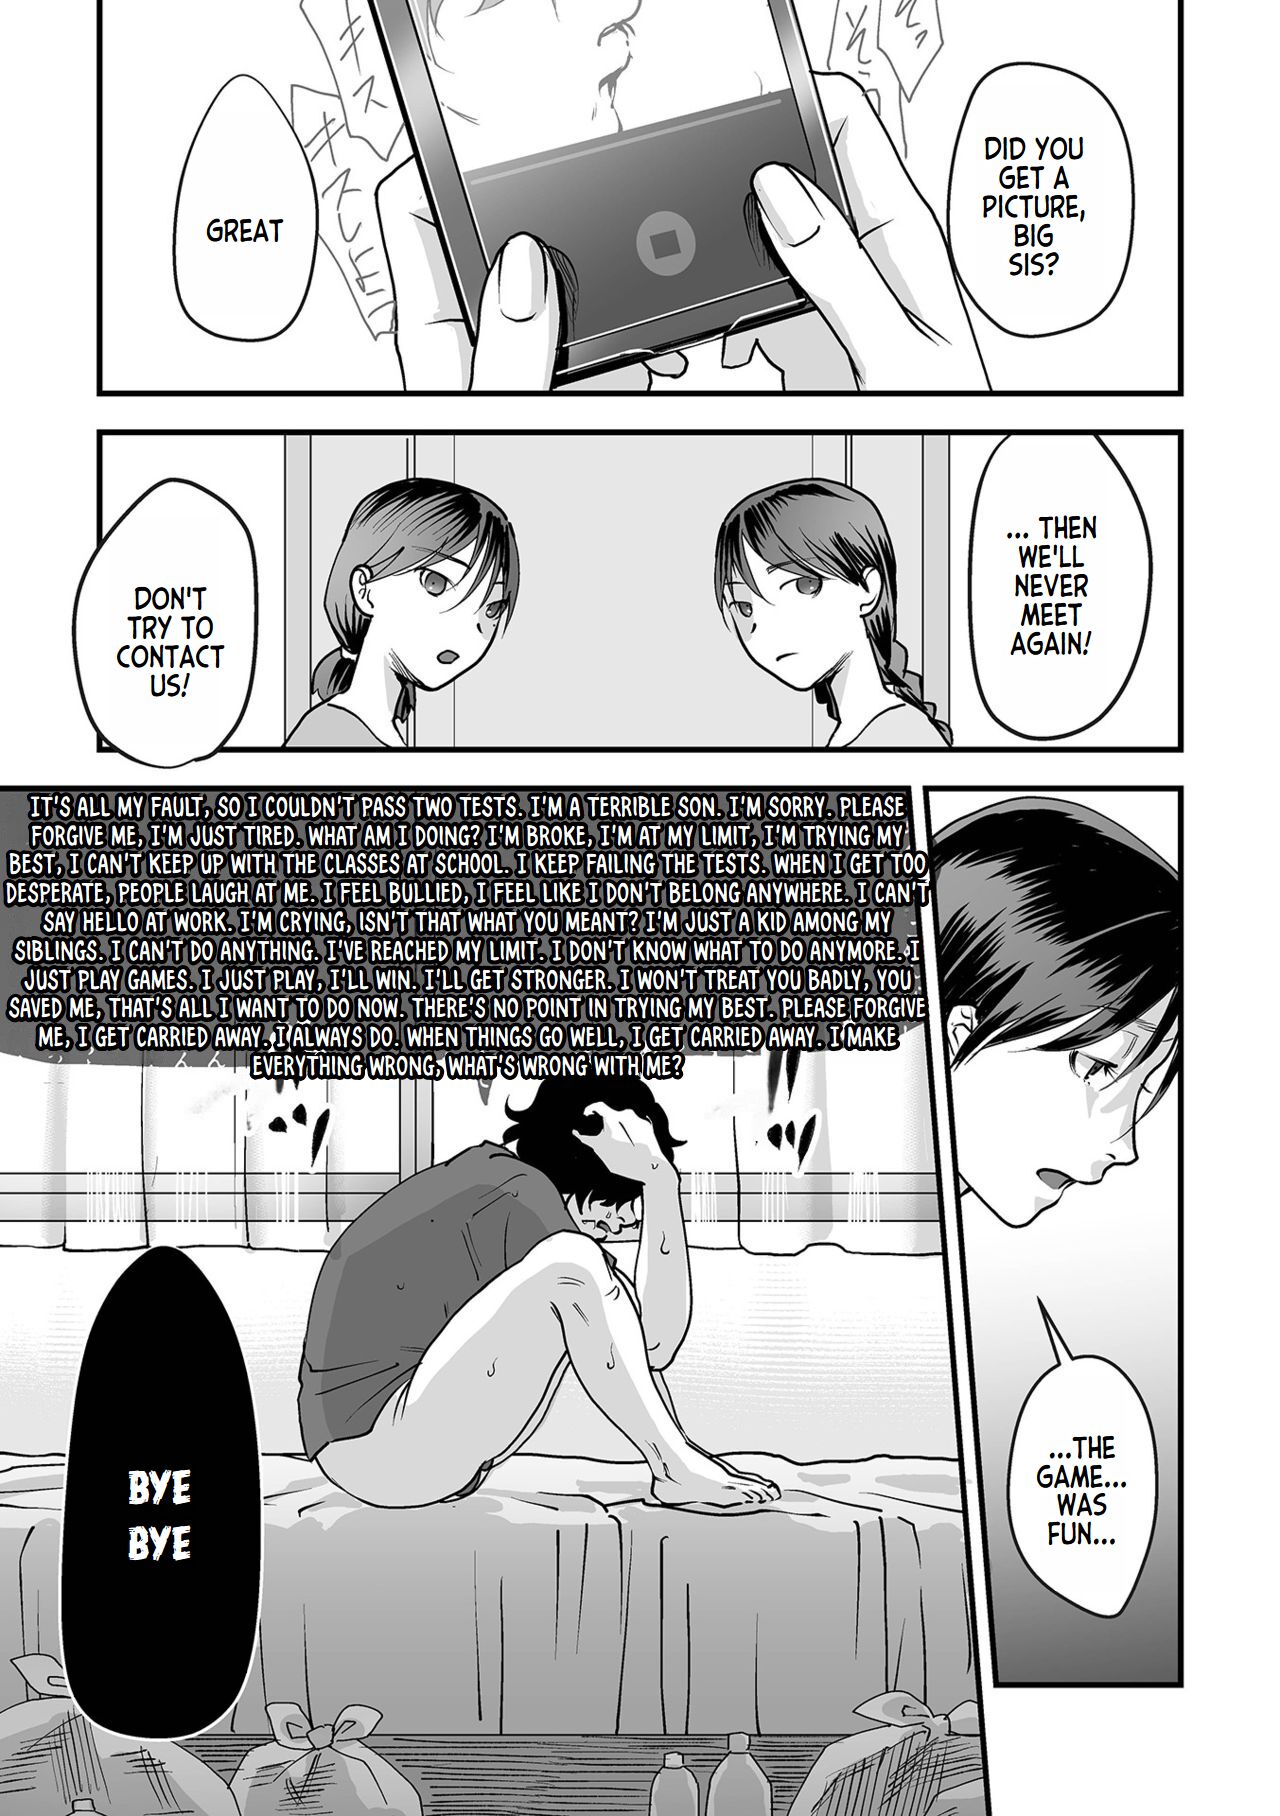 DID YOU
GET A
PICTURE,
BIG
SIS?
GREAT
... THEN
WE'LL
NEVER
MEET
AGAIN!
DON'T
TRY TO
CONTACT
US!
...THE
GAME...
WAS
FUN...
IT'S ALL MY FAULT, SO I COULDN'T PASS TWO TESTS. I'M A TERRIBLE SON. I'M SORRY. PLEASE
FORGIVE ME, I'M JUST TIRED. WHAT AM I DOING? I'M BROKE, I'M AT MY LIMIT, I'M TRYING MY
BEST, I CAN'T KEEP UP WITH THE CLASSES AT SCHOOL. I KEEP FAILING THE TESTS. WHEN I GET TOO
DESPERATE, PEOPLE LAUGH AT ME. I FEEL BULLIED, I FEEL LIKE I DON'T BELONG ANYWHERE. I CAN'T
SAY HELLO AT WORK. I'M CRYING, ISN'T THAT WHAT YOU MEANT? I'M JUST A KID AMONG MY
SIBLINGS. I CAN'T DO ANYTHING. I'VE REACHED MY LIMIT. I DON'T KNOW WHAT TO DO ANYMORE. I
JUST PLAY GAMES. I JUST PLAY, I'LL WIN. I'LL GET STRONGER. I WON'T TREAT YOU BADLY, YOU
SAVED ME, THAT'S ALL I WANT TO DO NOW. THERE'S NO POINT IN TRYING MY BEST. PLEASE FORGIVE
ME, I GET CARRIED AWAY. I ALWAYS DO. WHEN THINGS GO WELL, I GET CARRIED AWAY. I MAKE
EVERYTHING WRONG, WHAT'S WRONG WITH ME?
BYE
BYE